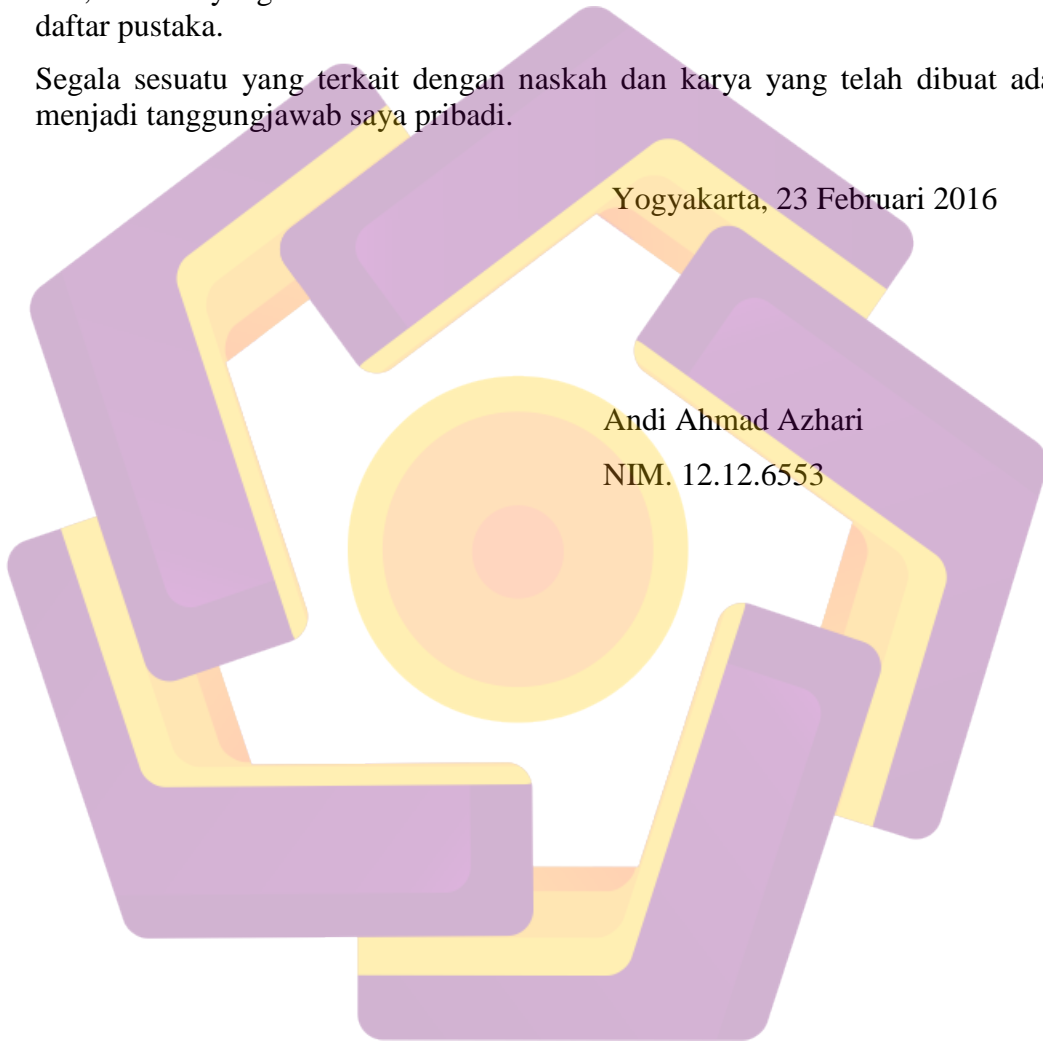 daftar pustaka.
Segala sesuatu yang terkait dengan naskah dan karya yang telah dibuat ada
menjadi tanggungjawab saya pribadi.
Yogyakarta, 23 Februari 2016
Andi Ahmad Azhari
NIM. 12.12.6553